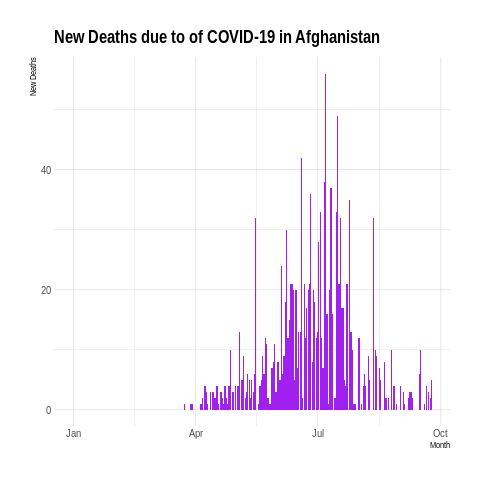 New Deaths due to of COVID-19 in Afghanistan
New Deaths
40
20
0
Jan
Apr
Jul
Oct
Month